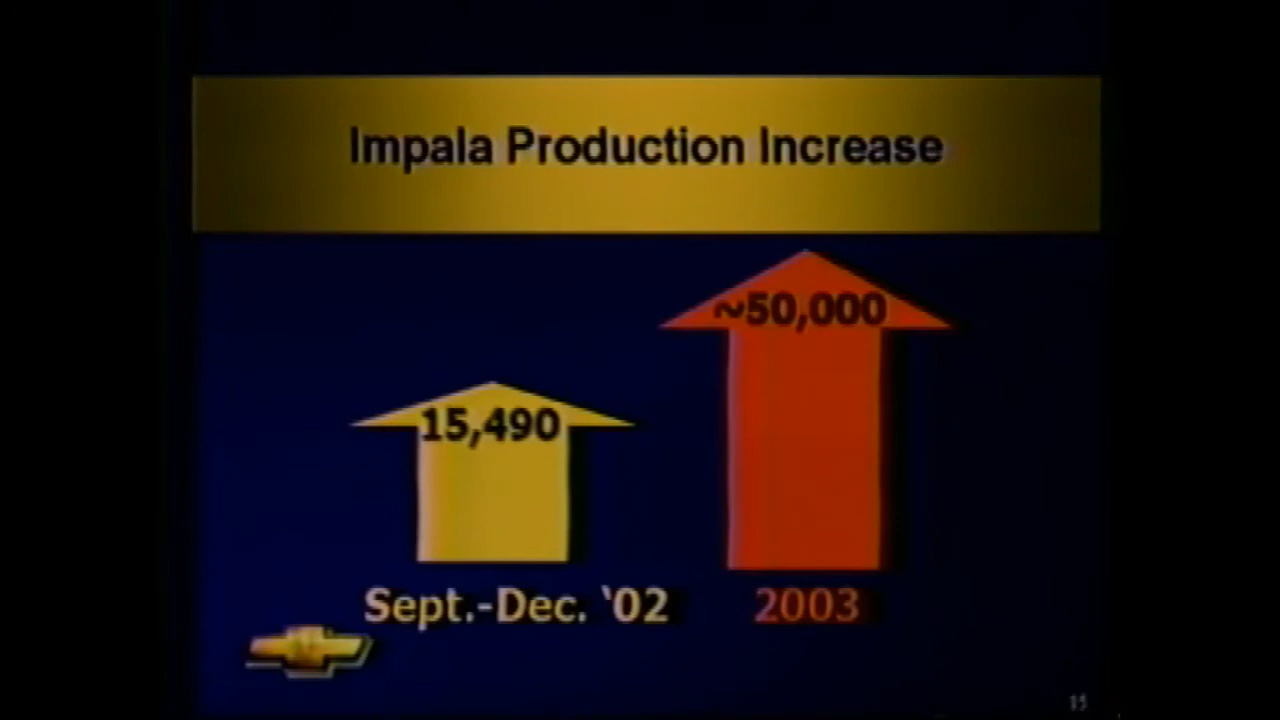 Impala Production Increase
~50,000
15,490
Sept.-Dec. ‘02
2003
15